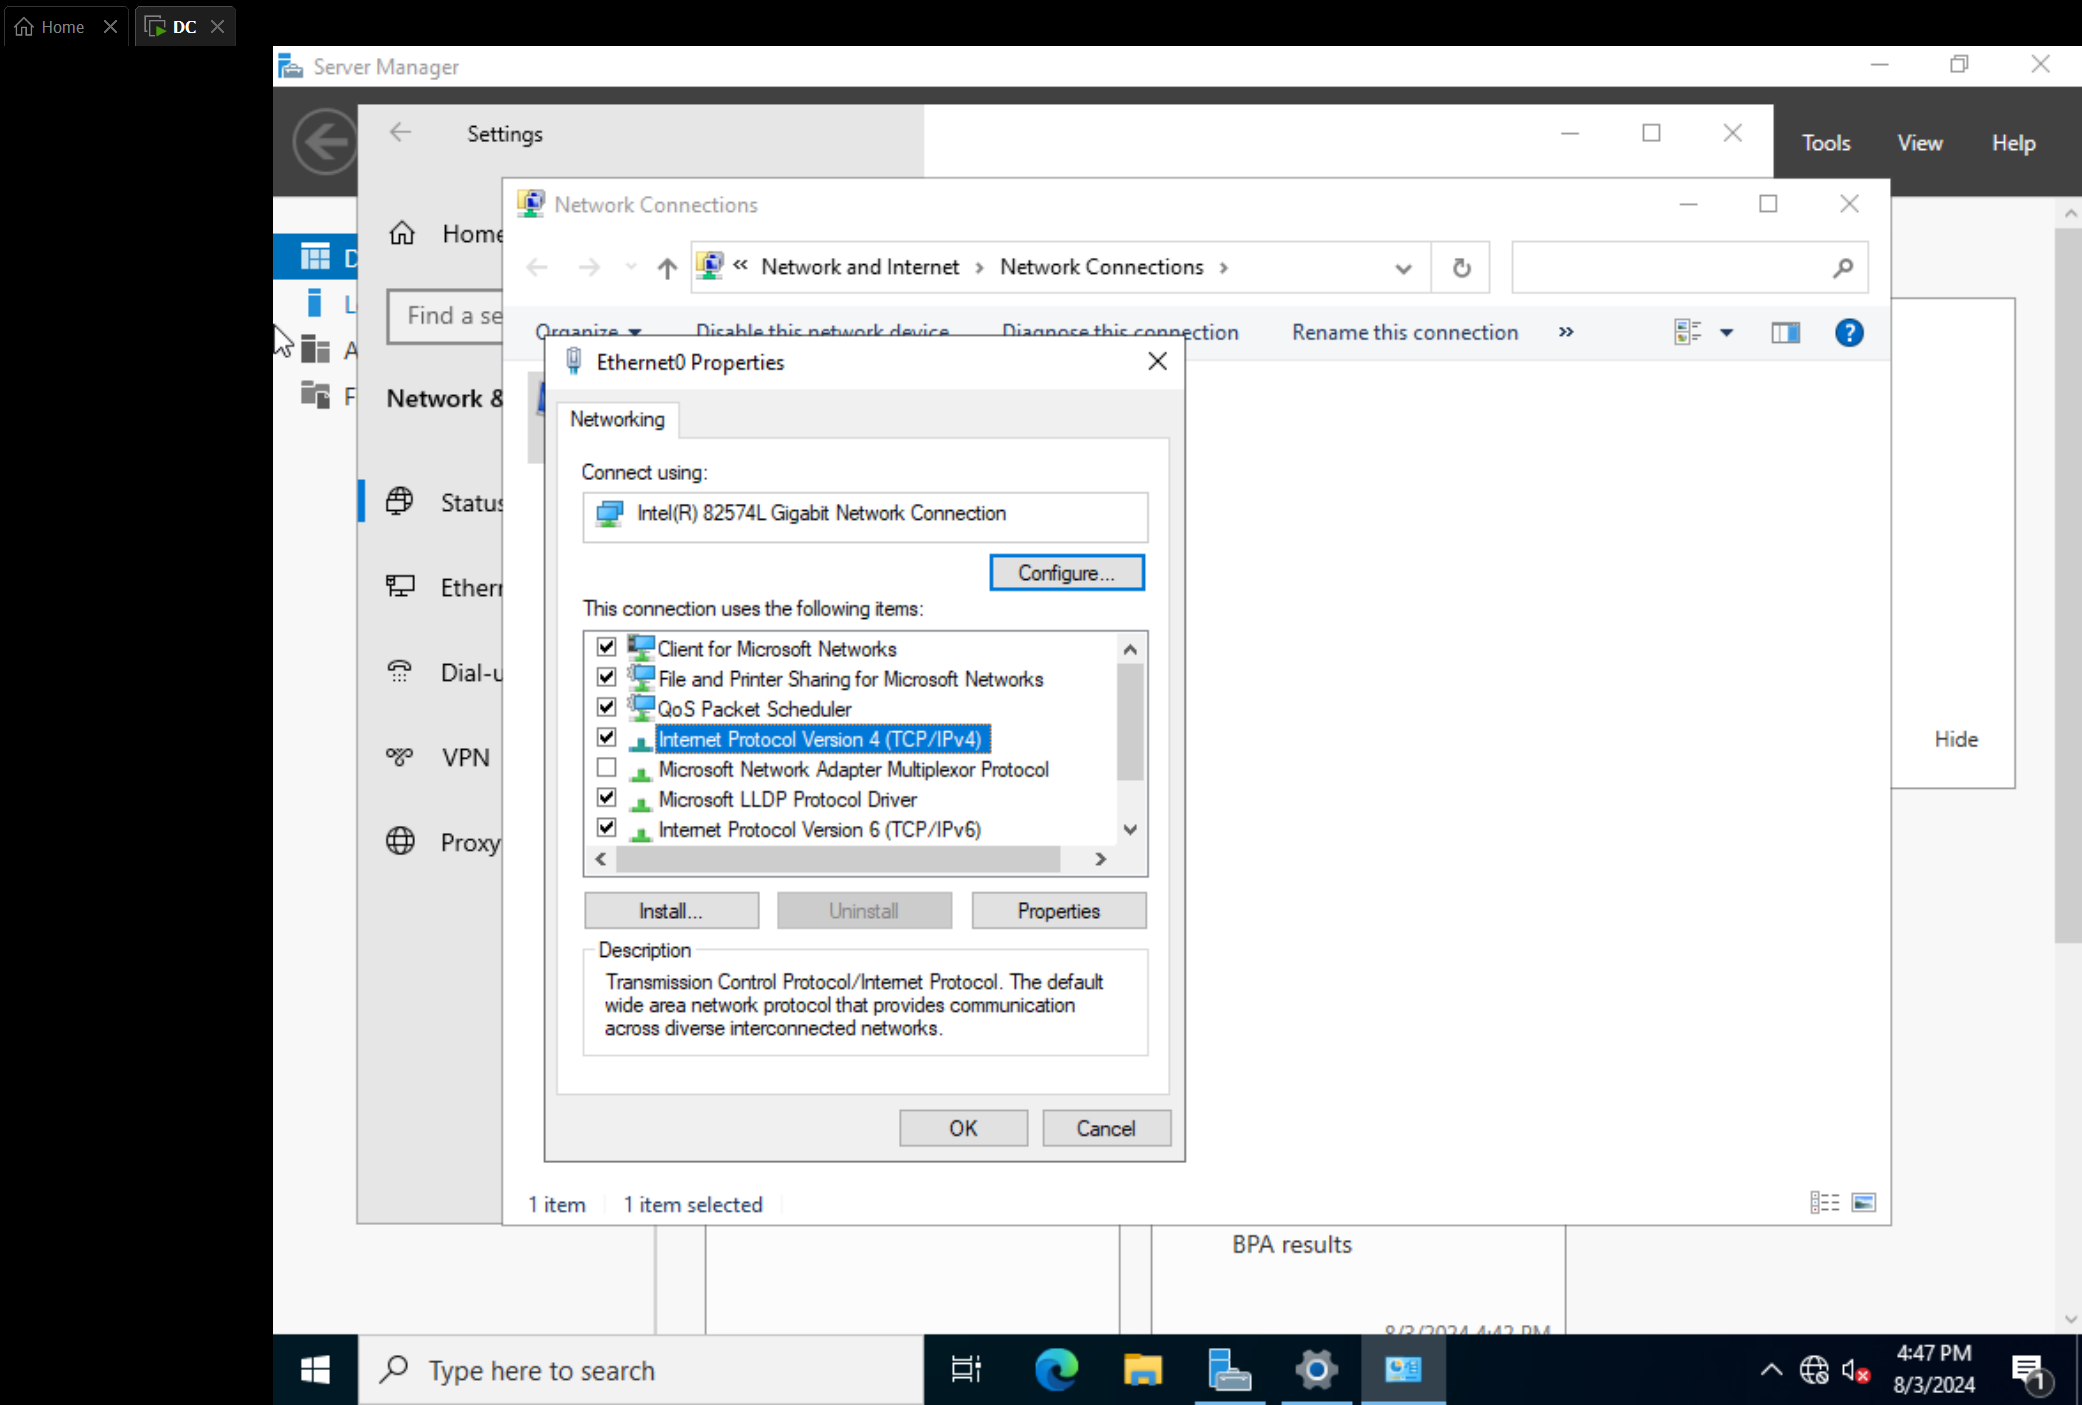 Home
DC
Server Manager
Settings
Tools
View
Help
Network Connections
Home
« Network and Internet › Network Connections ›
Find a se
Organize
Disable this network device
Diagnose this connection
Rename this connection
»
Ethernet0 Properties
Network &
Networking
Connect using:
Intel(R) 82574L Gigabit Network Connection
Configure...
This connection uses the following items:
Client for Microsoft Networks
File and Printer Sharing for Microsoft Networks
QoS Packet Scheduler
Internet Protocol Version 4 (TCP/IPv4)
Microsoft Network Adapter Multiplexor Protocol
Microsoft LLDP Protocol Driver
Internet Protocol Version 6 (TCP/IPv6)
Install...
Uninstall
Properties
Description
Transmission Control Protocol/Internet Protocol. The default
wide area network protocol that provides communication
across diverse interconnected networks.
OK
Cancel
D
L
A
F
Status
Ethern
Dial-u
VPN
Proxy
Hide
1 item
1 item selected
BPA results
8/3/2024 4:42 PM
Type here to search
4:47 PM
8/3/2024
1